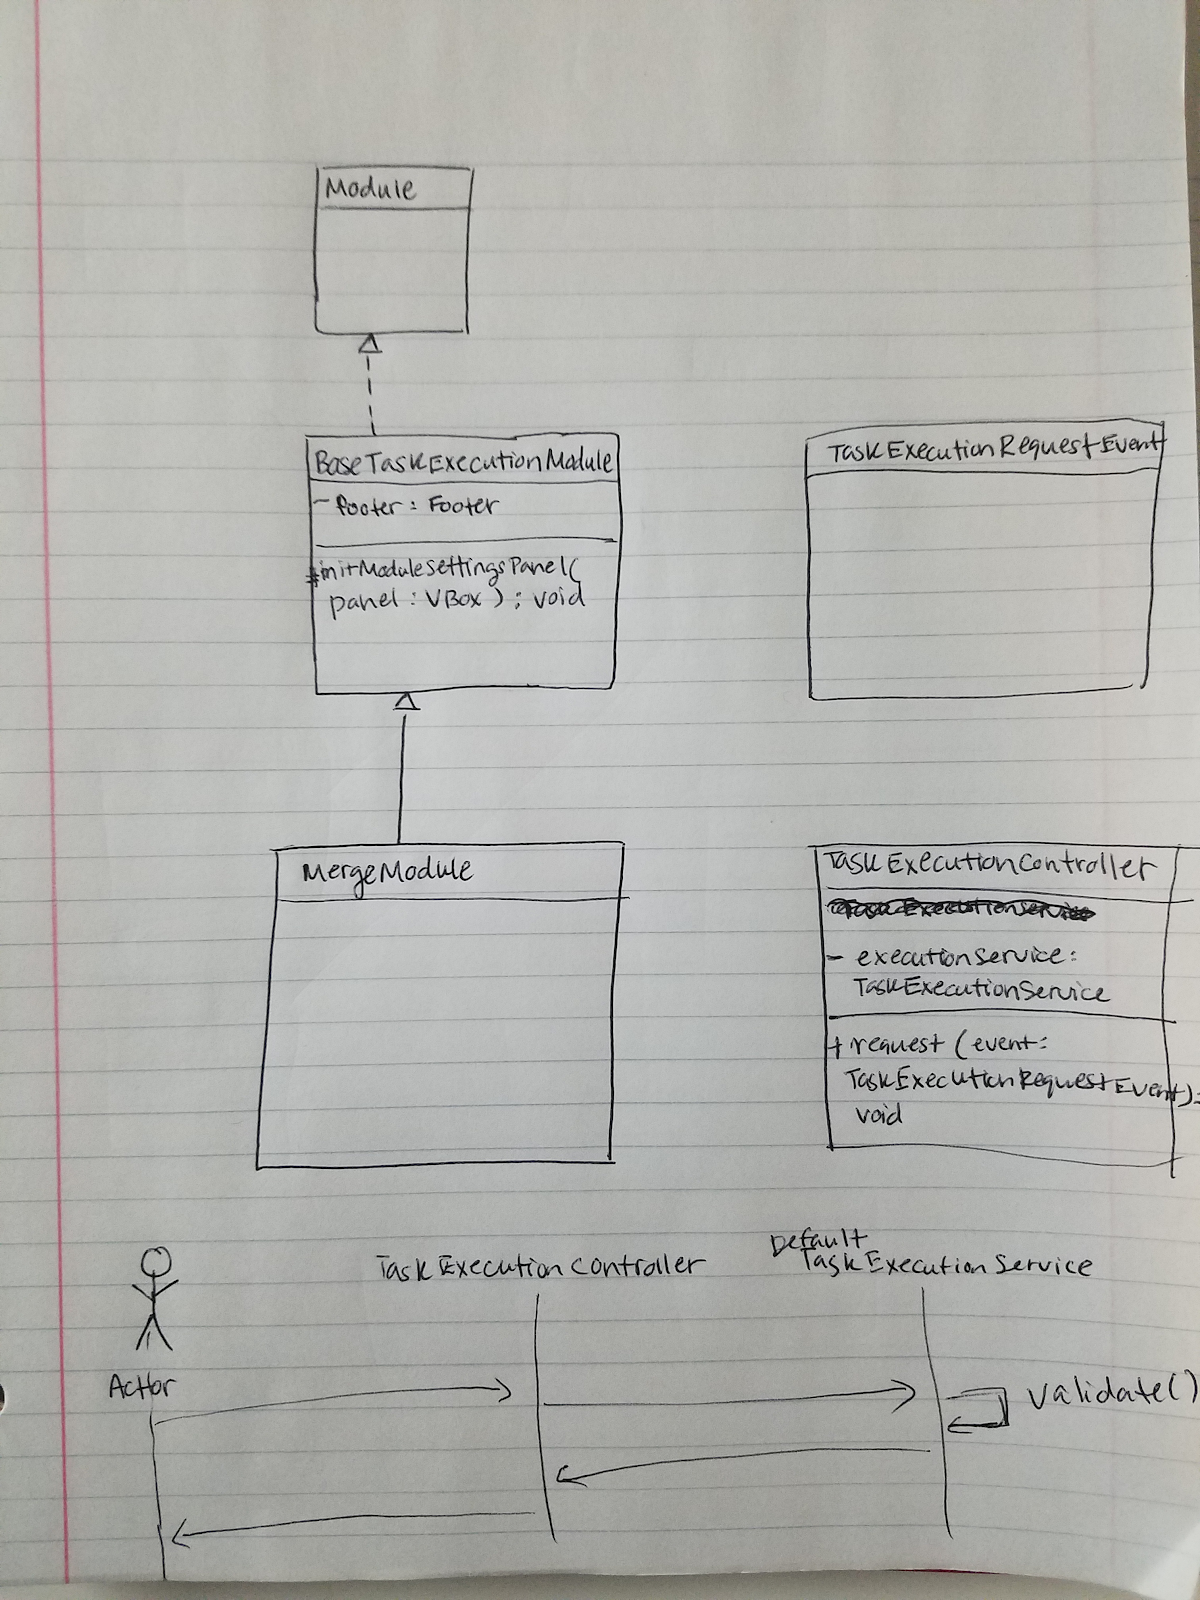 Module
BaseTaskExecutionModule
- footer : Footer
#initModuleSettingsPanel(
panel : VBox) : void
TaskExecutionRequestEvent
MergeModule
TaskExecutionController
TaskExecutionService
- executionService:
TaskExecutionService
+ request (event:
TaskExecutionRequestEvent):
void
Actor
TaskExecutionController
Default
TaskExecutionService
validate()